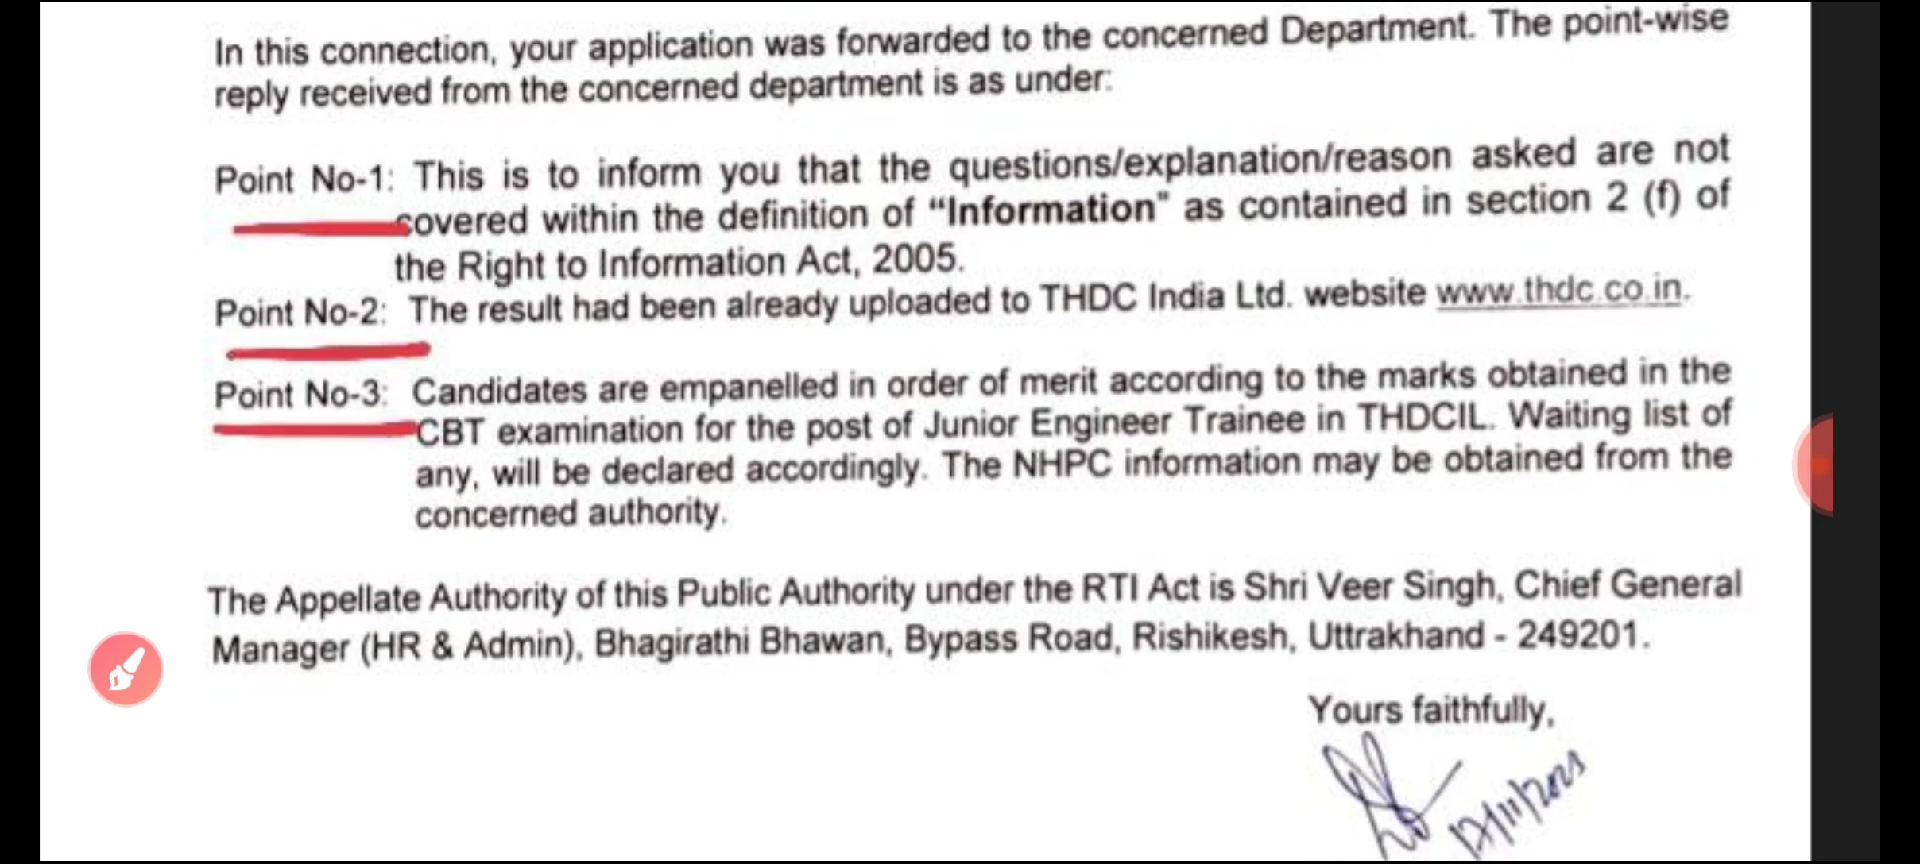 In this connection, your application was forwarded to the concerned Department. The point-wise
reply received from the concerned department is as under:
Point No-1: This is to inform you that the questions/explanation/reason asked are not
covered within the definition of “Information” as contained in section 2 (f) of
the Right to Information Act, 2005.
Point No-2: The result had been already uploaded to THDC India Ltd. website www.thdc.co.in.
Point No-3: Candidates are empanelled in order of merit according to the marks obtained in the
CBT examination for the post of Junior Engineer Trainee in THDCIL. Waiting list of
any, will be declared accordingly. The NHPC information may be obtained from the
concerned authority.
The Appellate Authority of this Public Authority under the RTI Act is Shri Veer Singh, Chief General
Manager (HR & Admin), Bhagirathi Bhawan, Bypass Road, Rishikesh, Uttrakhand - 249201.
Yours faithfully,